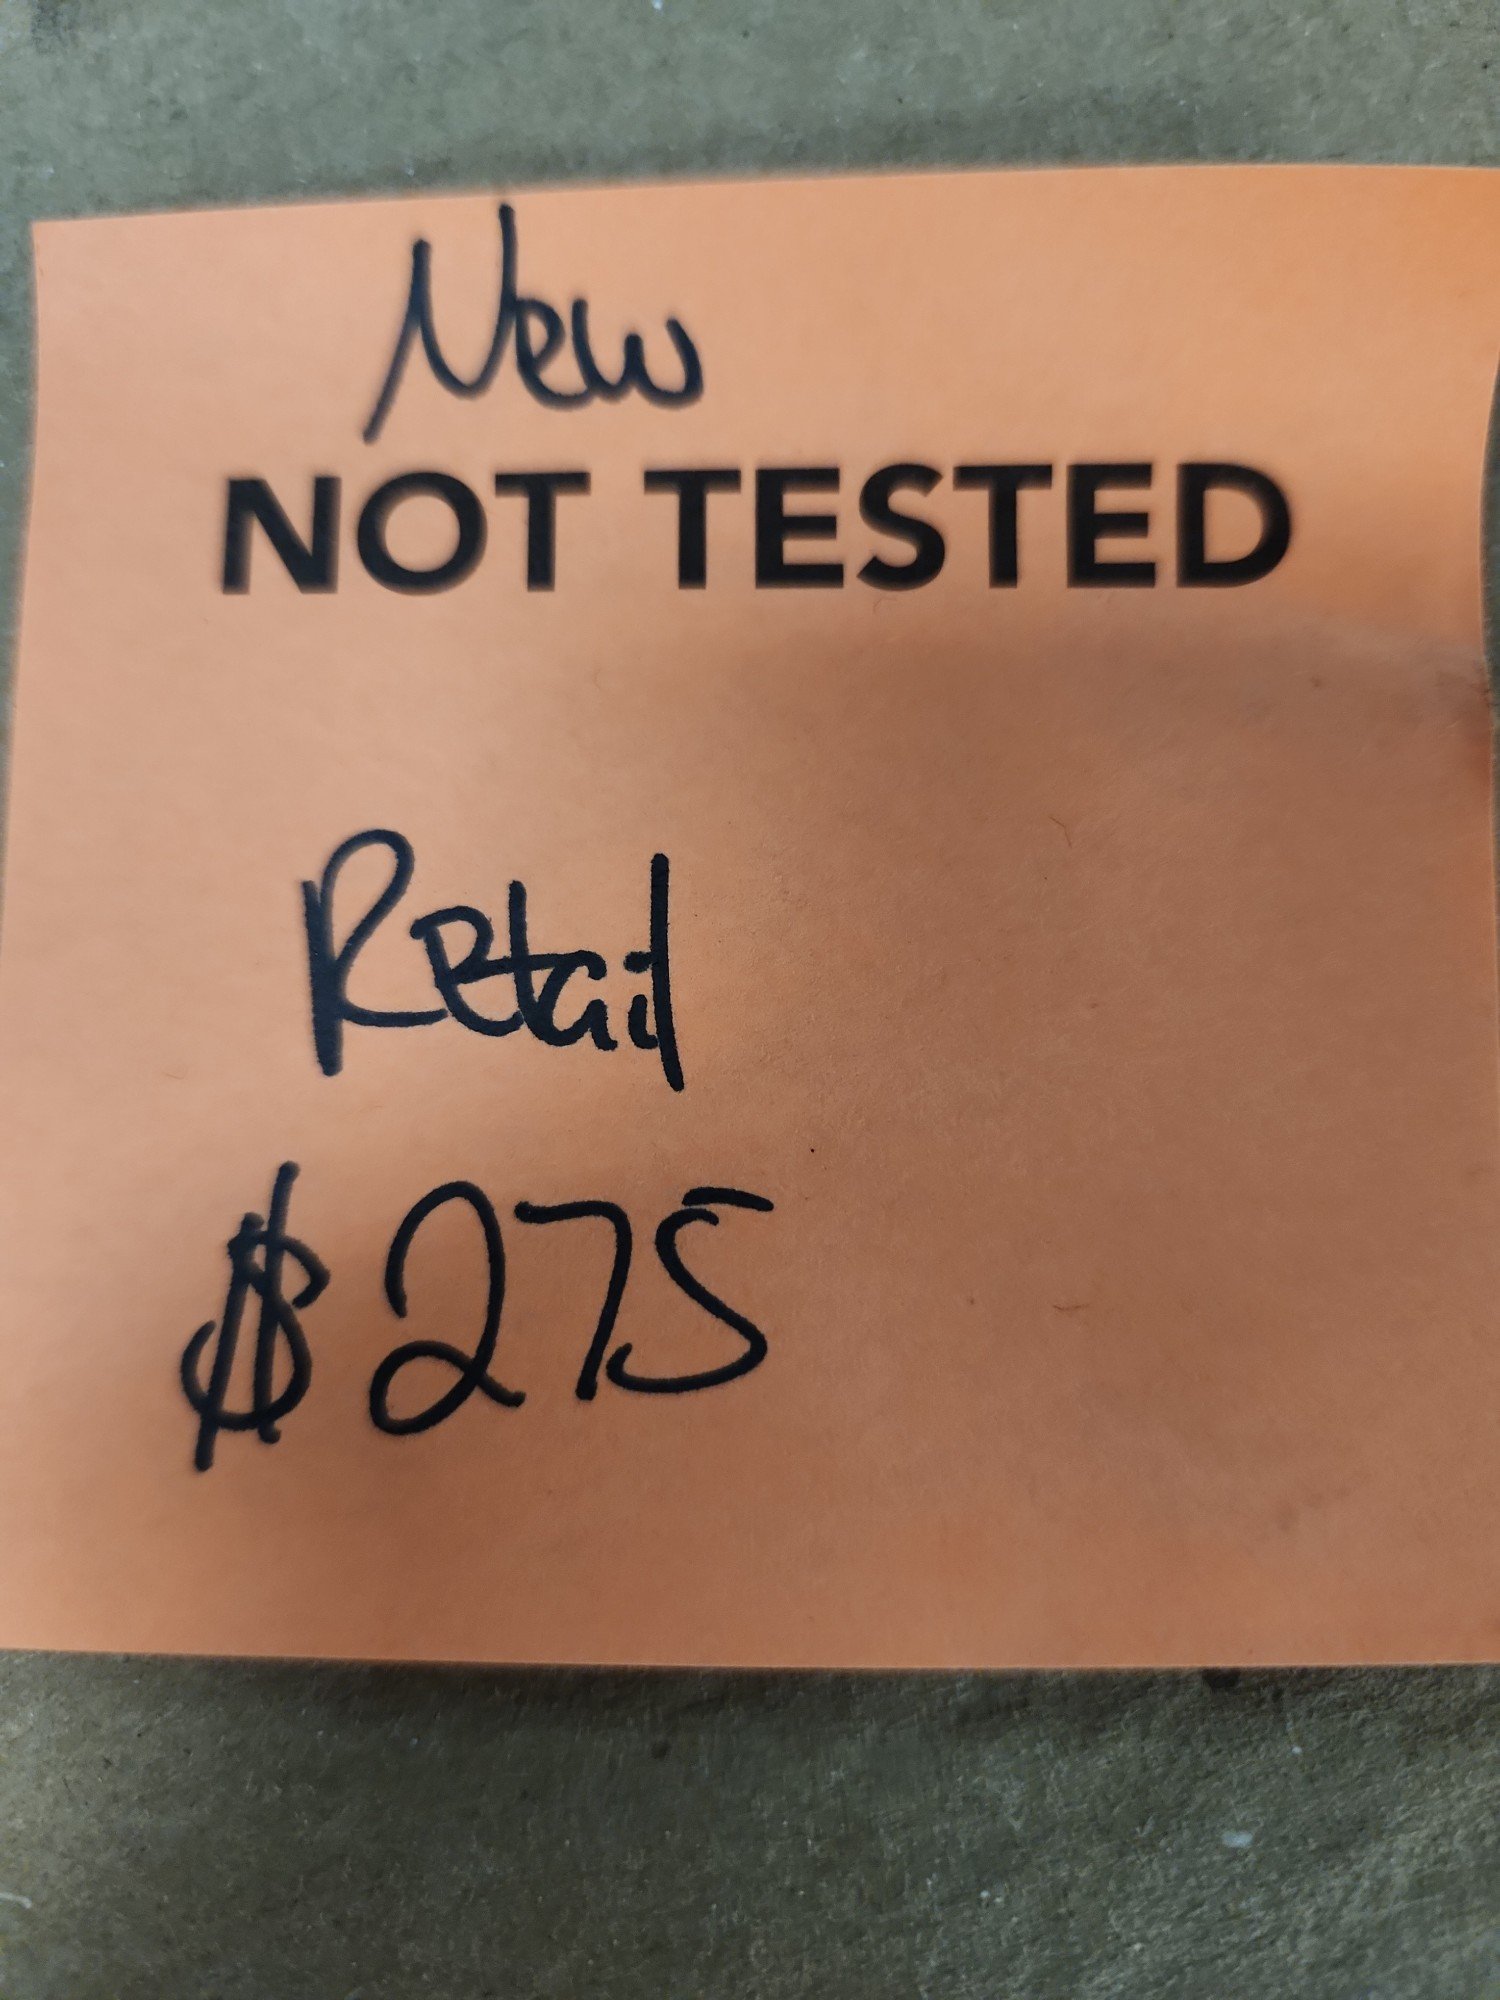 New
NOT TESTED
Retail
$275